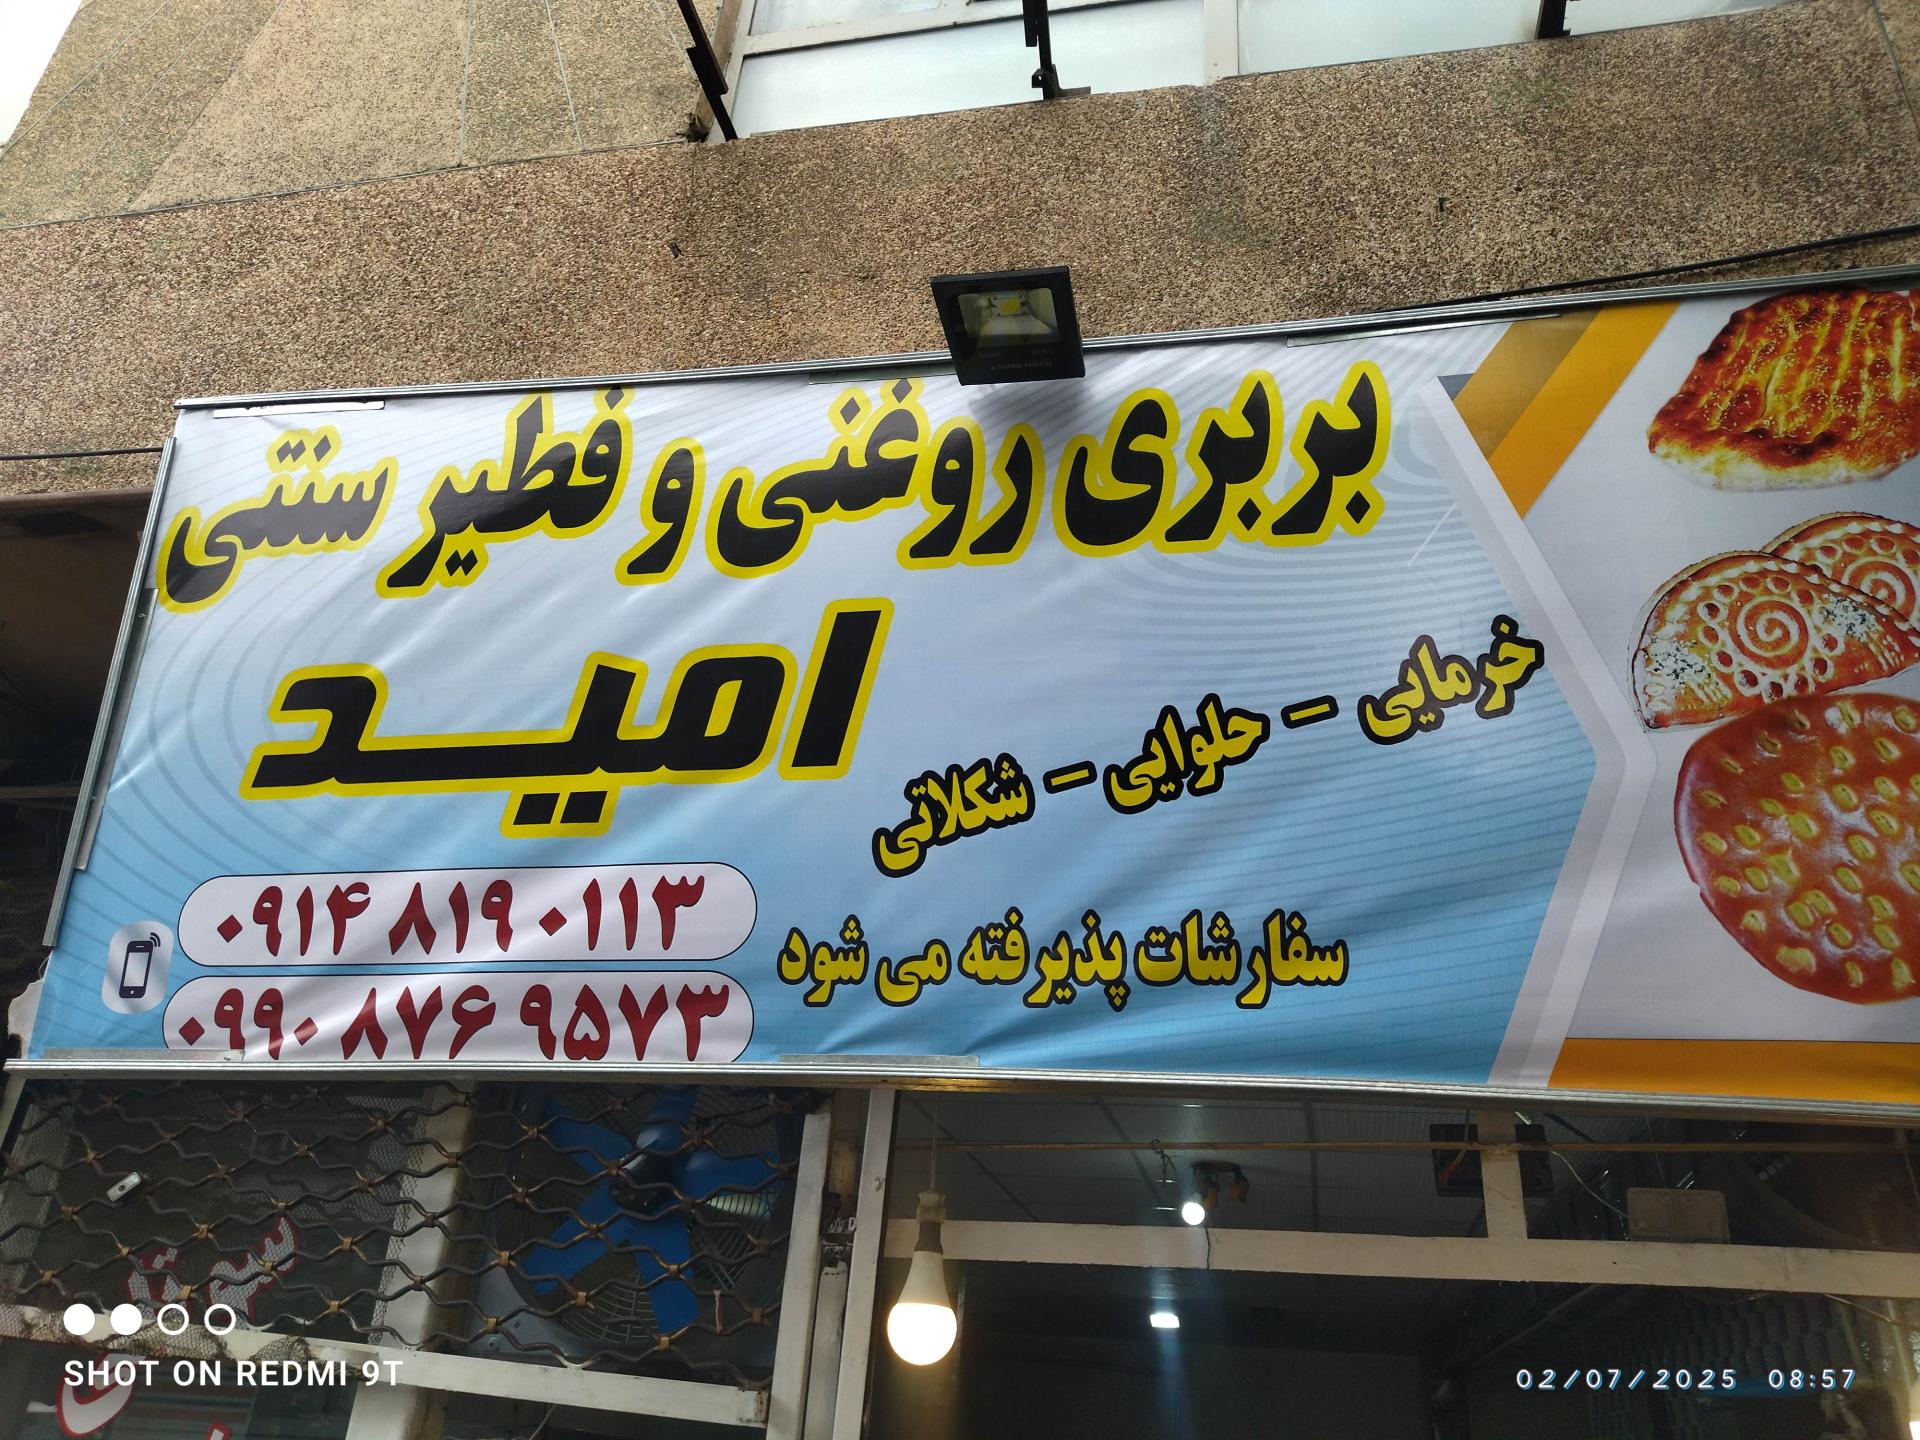 بربری روغنی و فطیر سنتی
امید
خرمایی - حلوایی - شکلاتی
سفارشات پذیرفته می شود
۰۹۱۴ ۸۱۹ ۰۱۱۳
۰۹۹۰ ۸۷۶ ۹۵۷۳
SHOT ON REDMI 9T
02/07/2025 08:57